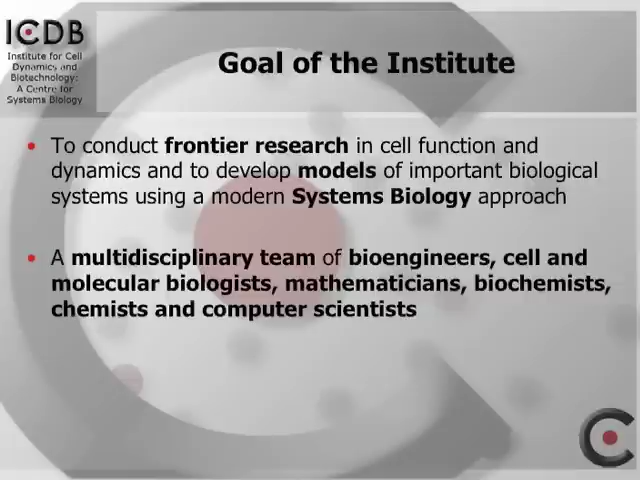 ICDB
Institute for Cell
Dynamics and
Biotechnology:
A Centre for
Systems Biology
Goal of the Institute
• To conduct frontier research in cell function and
dynamics and to develop models of important biological
systems using a modern Systems Biology approach
• A multidisciplinary team of bioengineers, cell and
molecular biologists, mathematicians, biochemists,
chemists and computer scientists